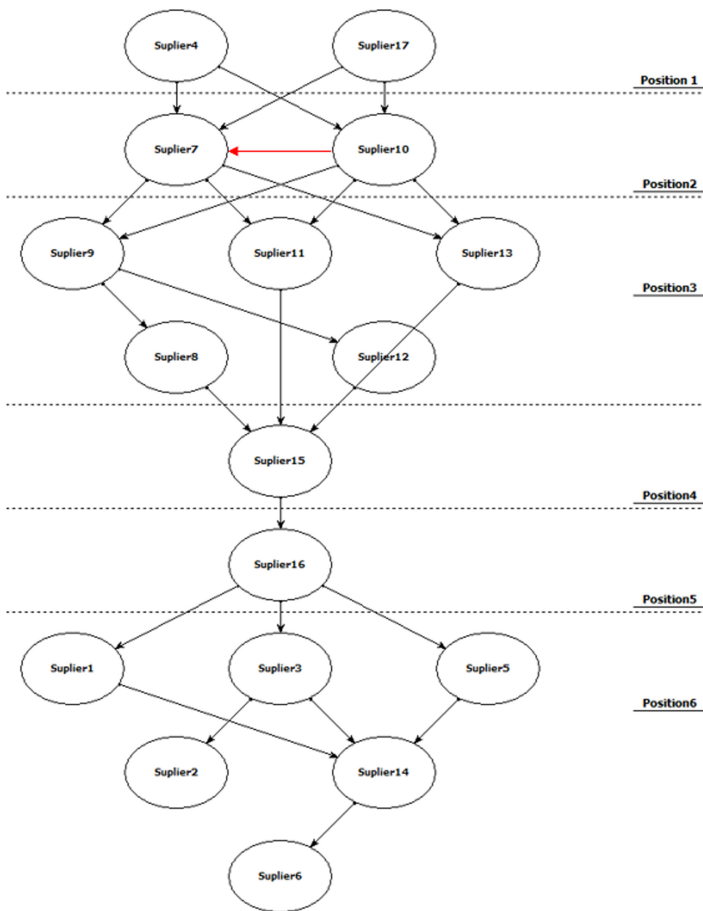 Suplier4 Suplier17
Position 1
Suplier7 Suplier10
Position2
Suplier9 Suplier11 Suplier13
Position3
Suplier8 Suplier12
Suplier15
Position4
Suplier16
Position5
Suplier1 Suplier3 Suplier5
Position6
Suplier2 Suplier14
Suplier6